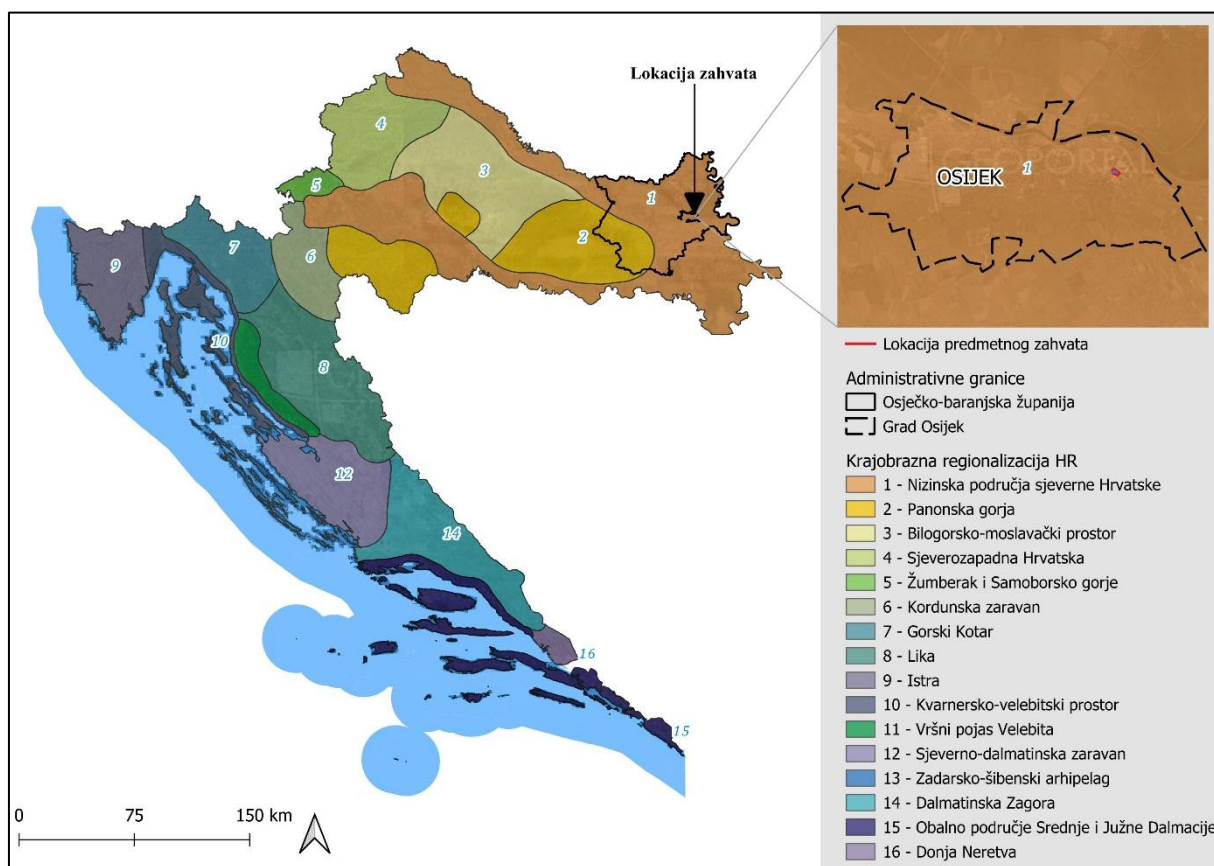 Lokacija zahvata
4
3
5
1
2
7
6
9
10
8
12
14
16
15
0 75 150 km
1
OSIJEK
Lokacija predmetnog zahvata
Administrativne granice
Osječko-baranjska županija
Grad Osijek
Krajobrazna regionalizacija HR
1 - Nizinska područja sjeverne Hrvatske
2 - Panonska gorja
3 - Bilogorsko-moslavački prostor
4 - Sjeverozapadna Hrvatska
5 - Žumberak i Samoborsko gorje
6 - Kordunska zaravan
7 - Gorski Kotar
8 - Lika
9 - Istra
10 - Kvarnersko-velebitski prostor
11 - Vršni pojas Velebita
12 - Sjeverno-dalmatinska zaravan
13 - Zadarsko-šibenski arhipelag
14 - Dalmatinska Zagora
15 - Obalno područje Srednje i Južne Dalmacije
16 - Donja Neretva